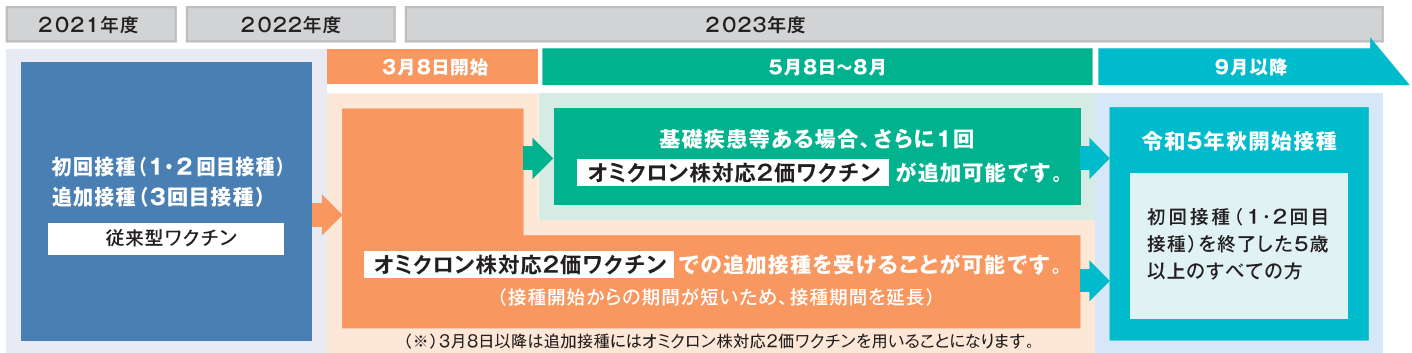 2021年度
2022年度
2023年度
3月8日開始
5月8日～8月
9月以降
初回接種（1・2回目接種）
追加接種（3回目接種）
従来型ワクチン
基礎疾患等ある場合、さらに1回
オミクロン株対応2価ワクチン が追加可能です。
オミクロン株対応2価ワクチン での追加接種を受けることが可能です。
（接種開始からの期間が短いため、接種期間を延長）
（※）3月8日以降は追加接種にはオミクロン株対応2価ワクチンを用いることになります。
令和5年秋開始接種
初回接種（1・2回目
接種）を終了した5歳
以上のすべての方